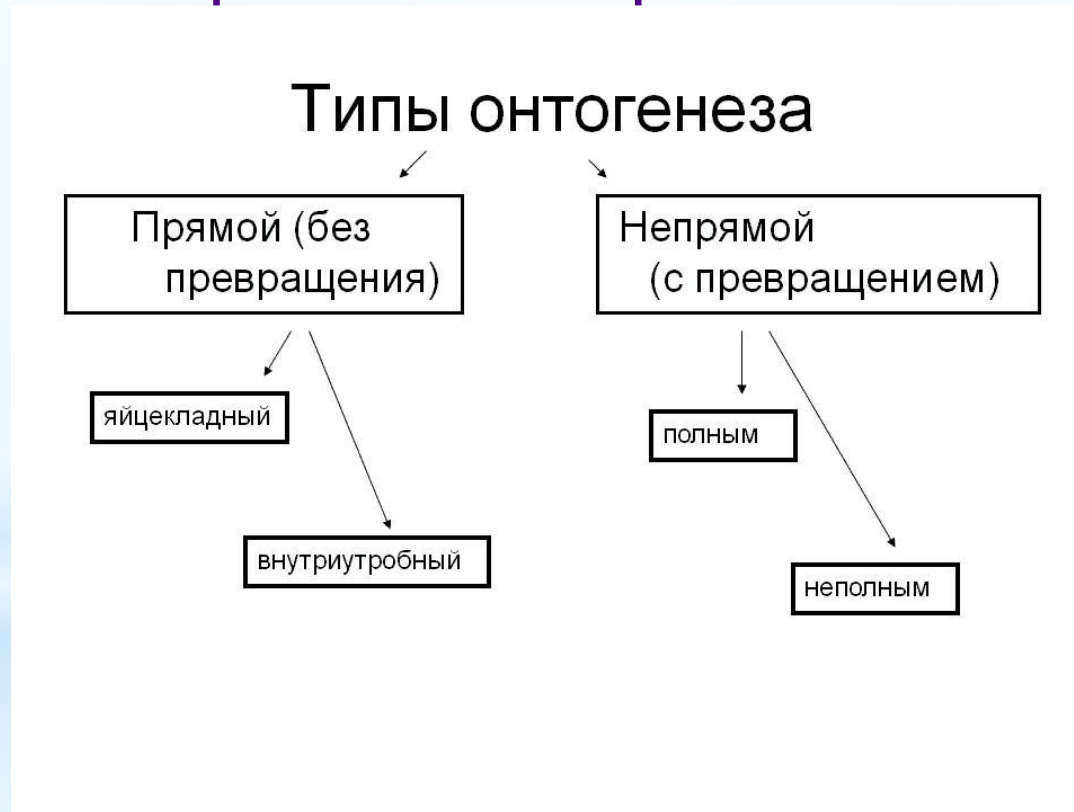 Типы онтогенеза
Прямой (без
превращения)
Непрямой
(с превращением)
яйцекладный
полным
внутриутробный
неполным